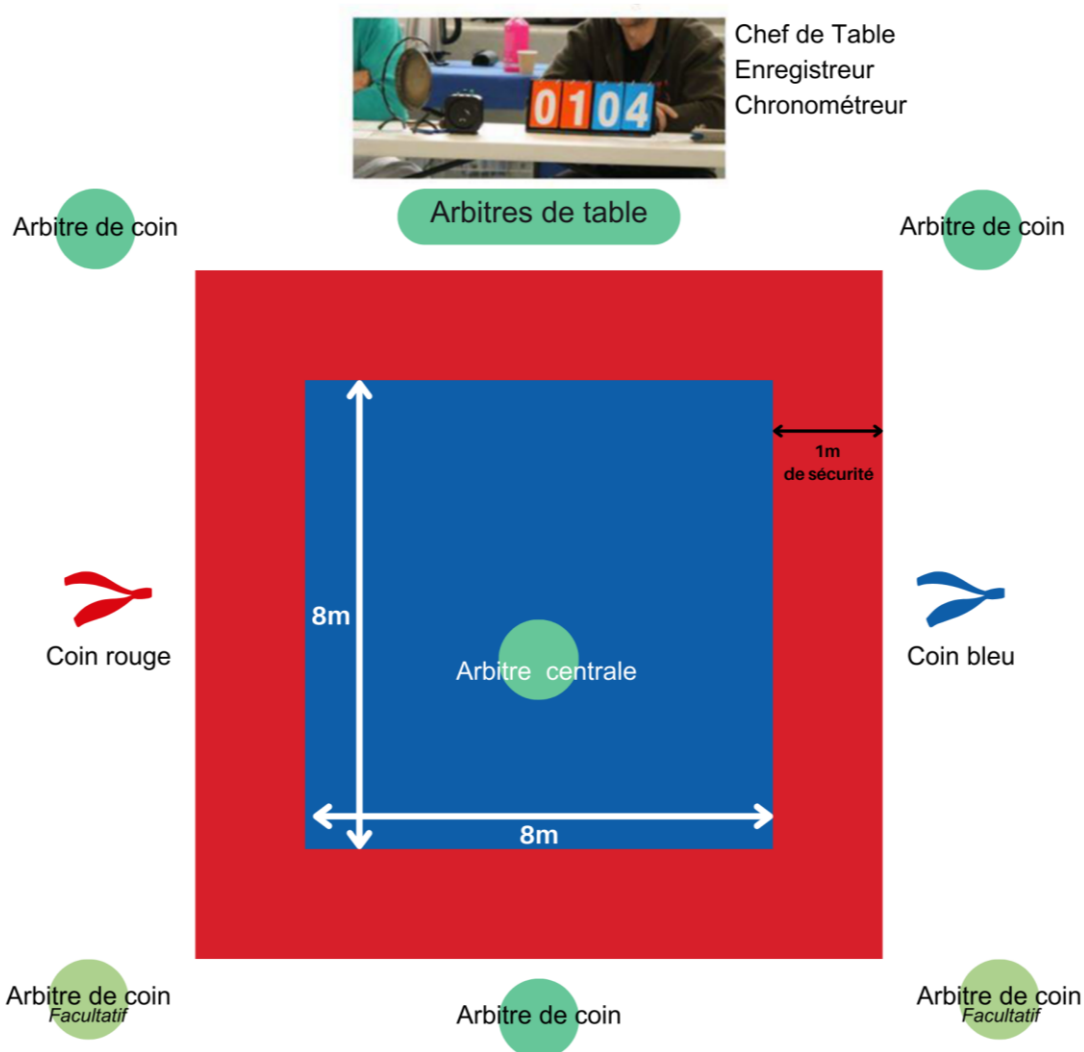 Chef de Table
Enregistreur
Chronométreur
0104
Arbitres de table
Arbitre de coin
Arbitre de coin
1m
de sécurité
8m
Coin rouge
Coin bleu
Arbitre centrale
8m
Arbitre de coin
Facultatif
Arbitre de coin
Arbitre de coin
Facultatif